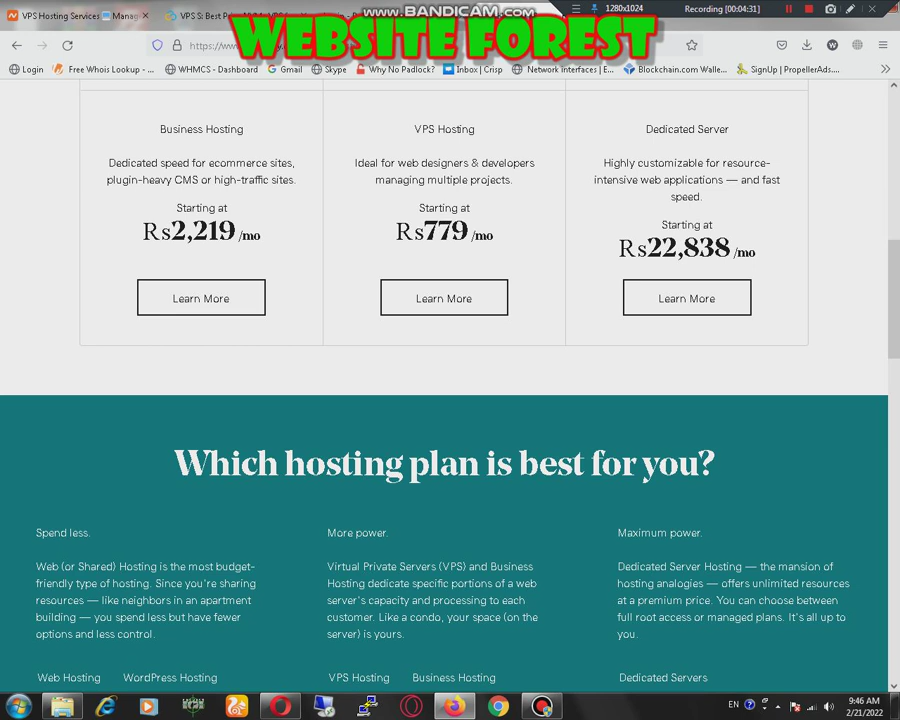 www.BANDICAM.com
1280x1024
Recording [00:04:31]
VPS Hosting Services
Manag
VPS S: Best P
WEBSITE FOREST
https://www.
Login
Free Whois Lookup - ...
WHMCS - Dashboard
Gmail
Skype
Why No Padlock?
Inbox | Crisp
Network Interfaces | E...
Blockchain.com Walle...
SignUp | PropellerAds....
Business Hosting
Dedicated speed for ecommerce sites,
plugin-heavy CMS or high-traffic sites.
Starting at
Rs2,219 /mo
Learn More
VPS Hosting
Ideal for web designers & developers
managing multiple projects.
Starting at
Rs779 /mo
Learn More
Dedicated Server
Highly customizable for resource-
intensive web applications — and fast
speed.
Starting at
Rs22,838 /mo
Learn More
Which hosting plan is best for you?
Spend less.
Web (or Shared) Hosting is the most budget-
friendly type of hosting. Since you're sharing
resources — like neighbors in an apartment
building — you spend less but have fewer
options and less control.
Web Hosting
WordPress Hosting
More power.
Virtual Private Servers (VPS) and Business
Hosting dedicate specific portions of a web
server's capacity and processing to each
customer. Like a condo, your space (on the
server) is yours.
VPS Hosting
Business Hosting
Maximum power.
Dedicated Server Hosting — the mansion of
hosting analogies — offers unlimited resources
at a premium price. You can choose between
full root access or managed plans. It's all up to
you.
Dedicated Servers
EN
9:46 AM
2/21/2022